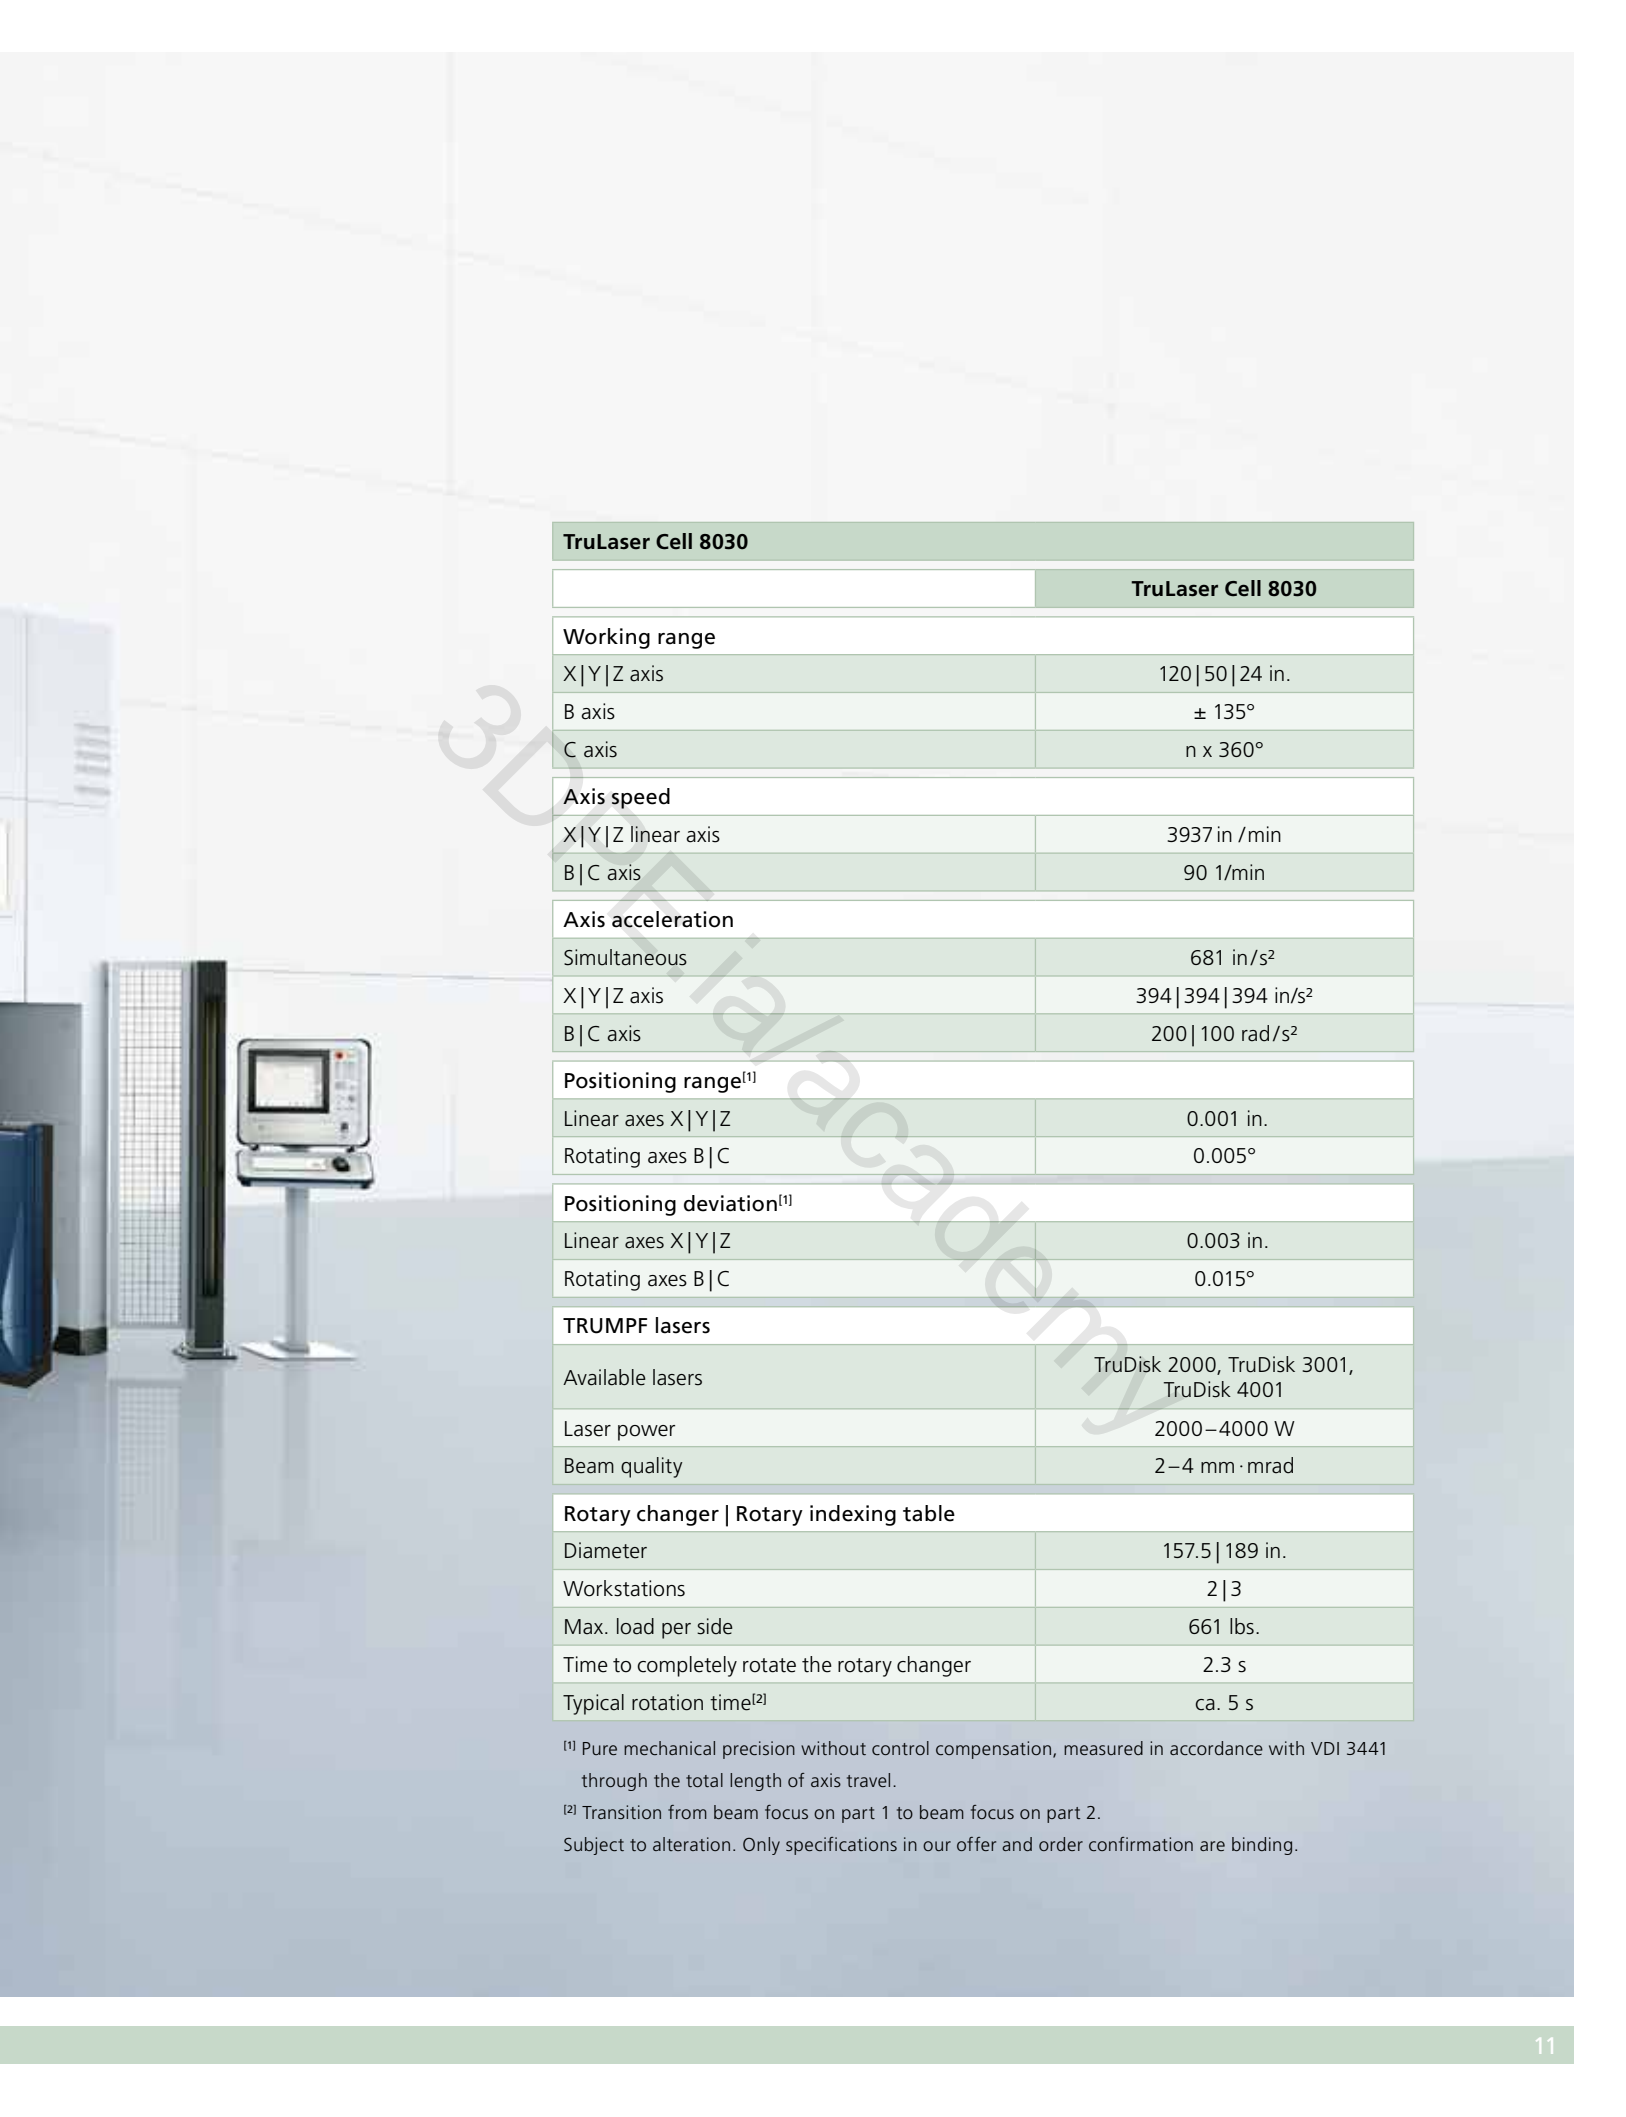 TruLaser Cell 8030
TruLaser Cell 8030
Working range
X|Y|Z axis 120|50|24 in.
B axis ± 135°
C axis n x 360°
Axis speed
X|Y|Z linear axis 3937 in /min
B|C axis 90 1/min
Axis acceleration
Simultaneous 681 in/s²
X|Y|Z axis 394|394|394 in/s²
B|C axis 200|100 rad/s²
Positioning range[1]
Linear axes X|Y|Z 0.001 in.
Rotating axes B|C 0.005°
Positioning deviation[1]
Linear axes X|Y|Z 0.003 in.
Rotating axes B|C 0.015°
TRUMPF lasers
Available lasers TruDisk 2000, TruDisk 3001,
TruDisk 4001
Laser power 2000–4000 W
Beam quality 2–4 mm·mrad
Rotary changer | Rotary indexing table
Diameter 157.5|189 in.
Workstations 2|3
Max. load per side 661 lbs.
Time to completely rotate the rotary changer 2.3 s
Typical rotation time[2] ca. 5 s
[1] Pure mechanical precision without control compensation, measured in accordance with VDI 3441
through the total length of axis travel.
[2] Transition from beam focus on part 1 to beam focus on part 2.
Subject to alteration. Only specifications in our offer and order confirmation are binding.
3DPE.ia/academy
11